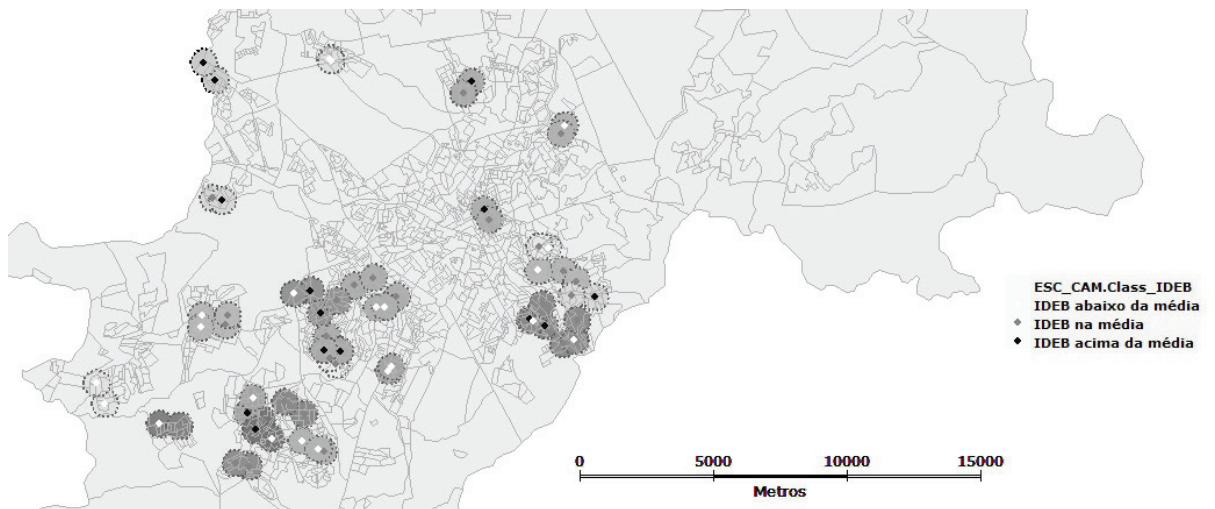 ESC_CAM.Class_IDEB
IDEB abaixo da média
IDEB na média
IDEB acima da média
0 5000 10000 15000
Metros